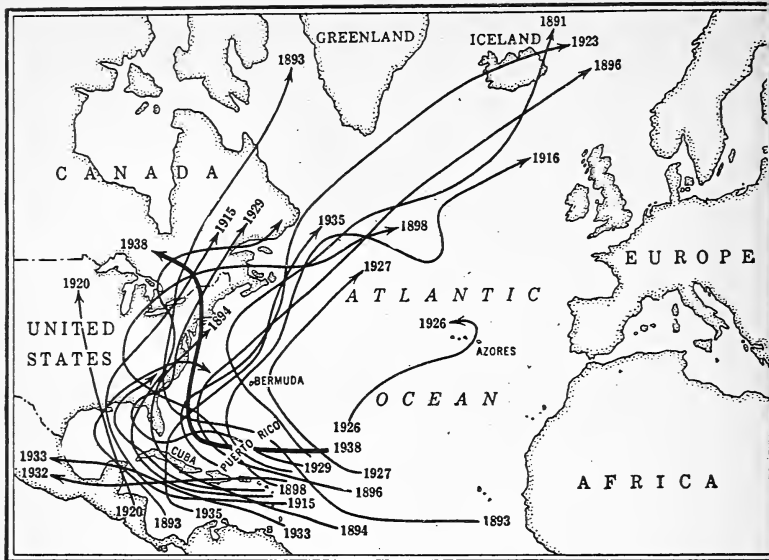 GREENLAND
ICELAND
1891
1923
1893
1896
CANADA
1916
1915
1929
1935
1898
1938
EUROPE
1927
1920
ATLANTIC
1894
1926
UNITED
STATES
AZORES
BERMUDA
OCEAN
1926
CUBA
PUERTO RICO
1938
1933
1929
1927
1932
1898
1896
AFRICA
1915
1920
1893
1935
1933
1894
1893